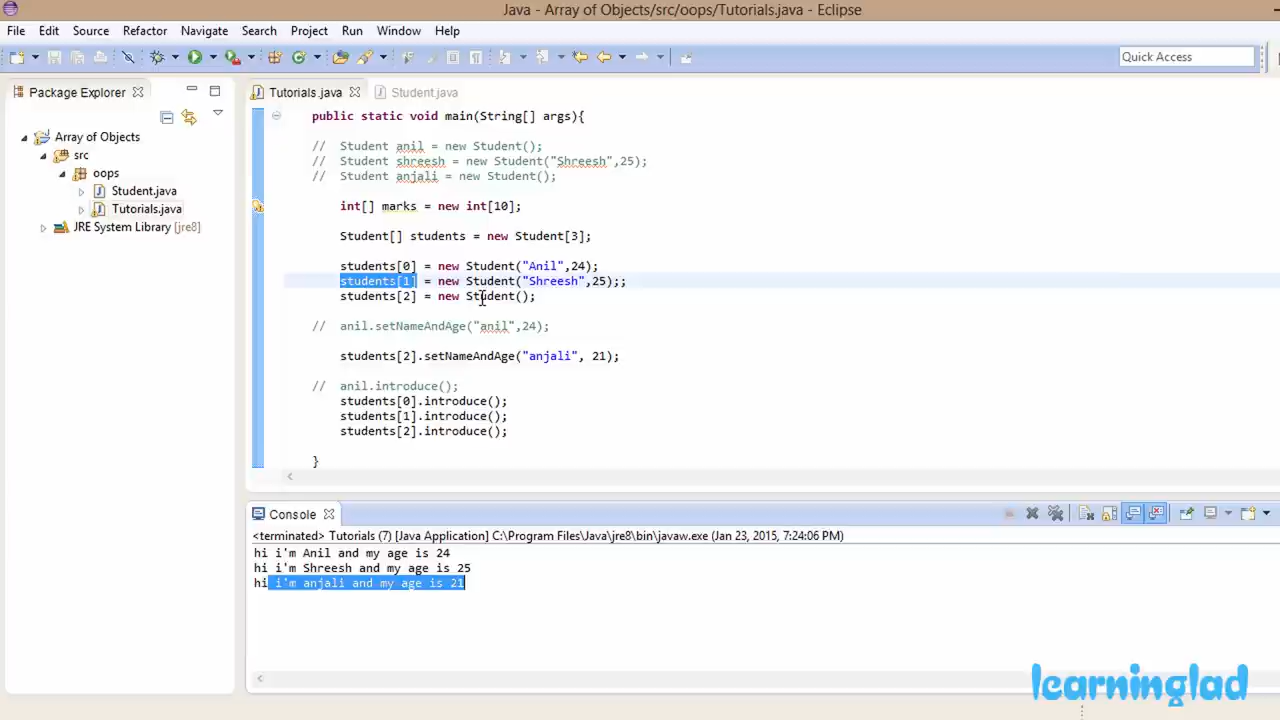 Java - Array of Objects/src/oops/Tutorials.java - Eclipse
File Edit Source Refactor Navigate Search Project Run Window Help
Quick Access
Package Explorer
Tutorials.java Student.java
Array of Objects
src
oops
Student.java
Tutorials.java
JRE System Library [jre8]
public static void main(String[] args){
// Student anil = new Student();
// Student shreesh = new Student("Shreesh",25);
// Student anjali = new Student();
int[] marks = new int[10];
Student[] students = new Student[3];
students[0] = new Student("Anil",24);
students[1] = new Student("Shreesh",25);;
students[2] = new Student();
// anil.setNameAndAge("anil",24);
students[2].setNameAndAge("anjali", 21);
// anil.introduce();
students[0].introduce();
students[1].introduce();
students[2].introduce();
}
Console
<terminated> Tutorials (7) [Java Application] C:\Program Files\Java\jre8\bin\javaw.exe (Jan 23, 2015, 7:24:06 PM)
hi i'm Anil and my age is 24
hi i'm Shreesh and my age is 25
hi i'm anjali and my age is 21
learninglad